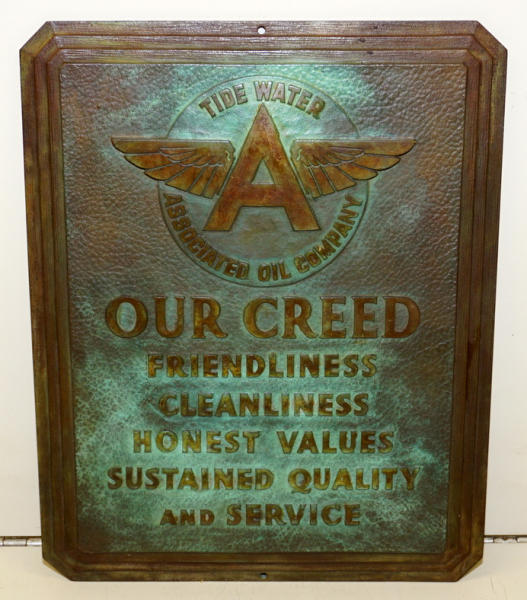 TIDE WATER
A
ASSOCIATED OIL COMPANY
OUR CREED
FRIENDLINESS
CLEANLINESS
HONEST VALUES
SUSTAINED QUALITY
AND SERVICE